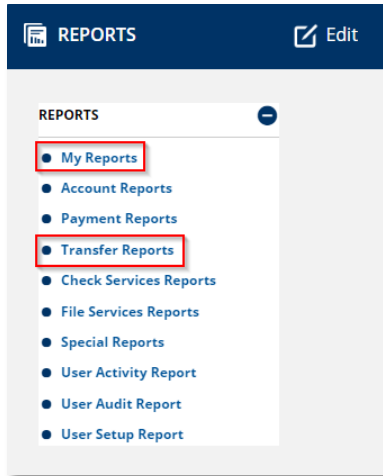 REPORTS
Edit
REPORTS
My Reports
Account Reports
Payment Reports
Transfer Reports
Check Services Reports
File Services Reports
Special Reports
User Activity Report
User Audit Report
User Setup Report